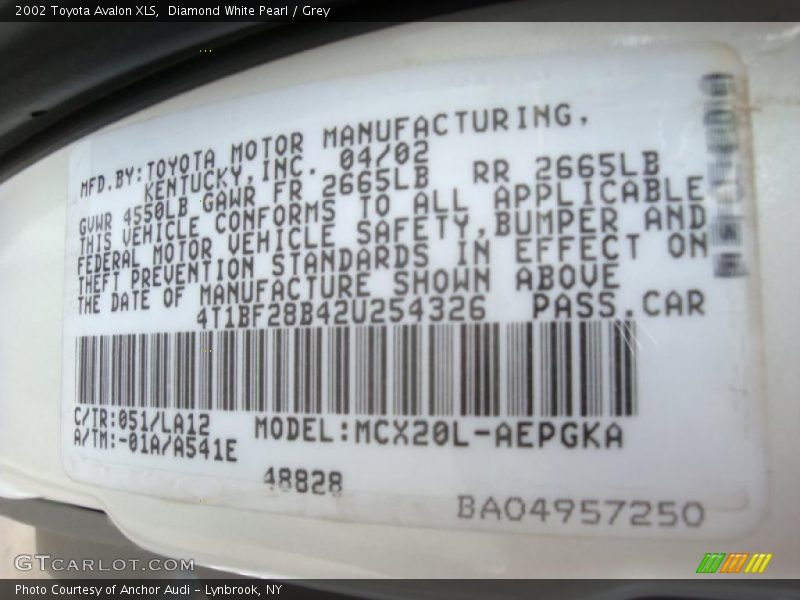 2002 Toyota Avalon XLS,  Diamond White Pearl / Grey
MFD.BY:TOYOTA MOTOR MANUFACTURING,
KENTUCKY,INC. 04/02
GVWR 4550LB GAWR FR 2665LB RR 2665LB
THIS VEHICLE CONFORMS TO ALL APPLICABLE
FEDERAL MOTOR VEHICLE SAFETY,BUMPER AND
THEFT PREVENTION STANDARDS IN EFFECT ON
THE DATE OF MANUFACTURE SHOWN ABOVE
4T1BF28B42U254326 PASS.CAR
C/TR:051/LA12 MODEL:MCX20L-AEPGKA
A/TM:-01A/A541E
48828
BA04957250
GTCARLOT.COM
Photo Courtesy of Anchor Audi - Lynbrook, NY